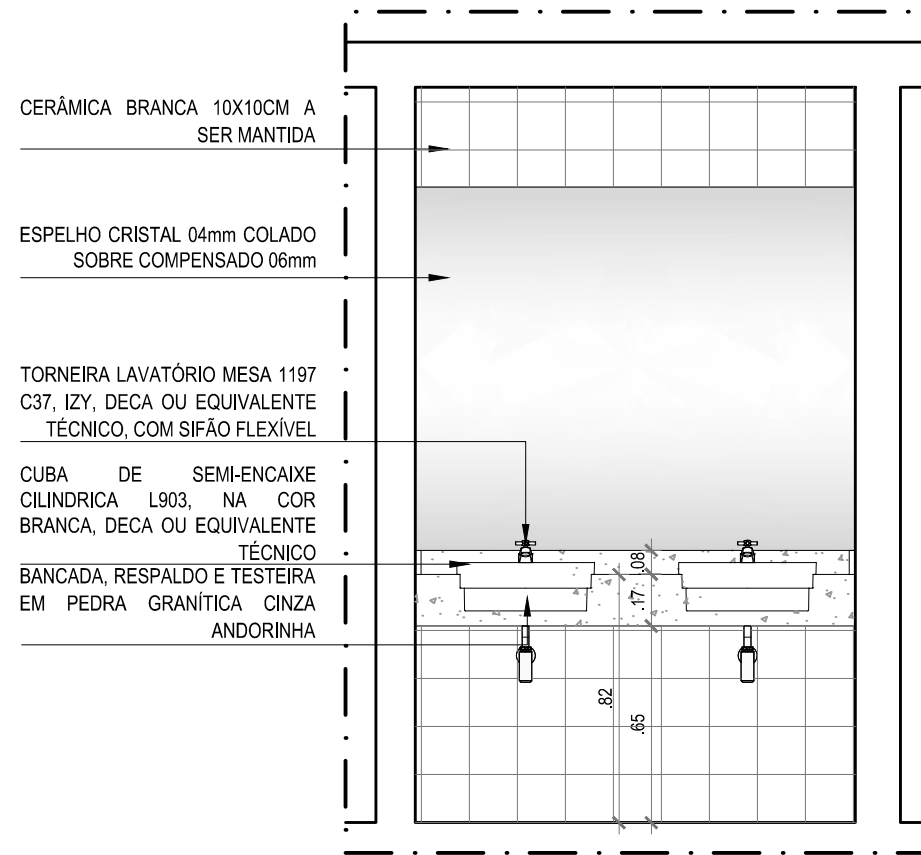 CERÂMICA BRANCA 10X10CM A
SER MANTIDA
ESPELHO CRISTAL 04mm COLADO
SOBRE COMPENSADO 06mm
TORNEIRA LAVATÓRIO MESA 1197
C37, IZY, DECA OU EQUIVALENTE
TÉCNICO, COM SIFÃO FLEXÍVEL
CUBA DE SEMI-ENCAIXE
CILINDRICA L903, NA COR
BRANCA, DECA OU EQUIVALENTE
TÉCNICO
BANCADA, RESPALDO E TESTEIRA
EM PEDRA GRANÍTICA CINZA
ANDORINHA
.08
.17
.82
.65